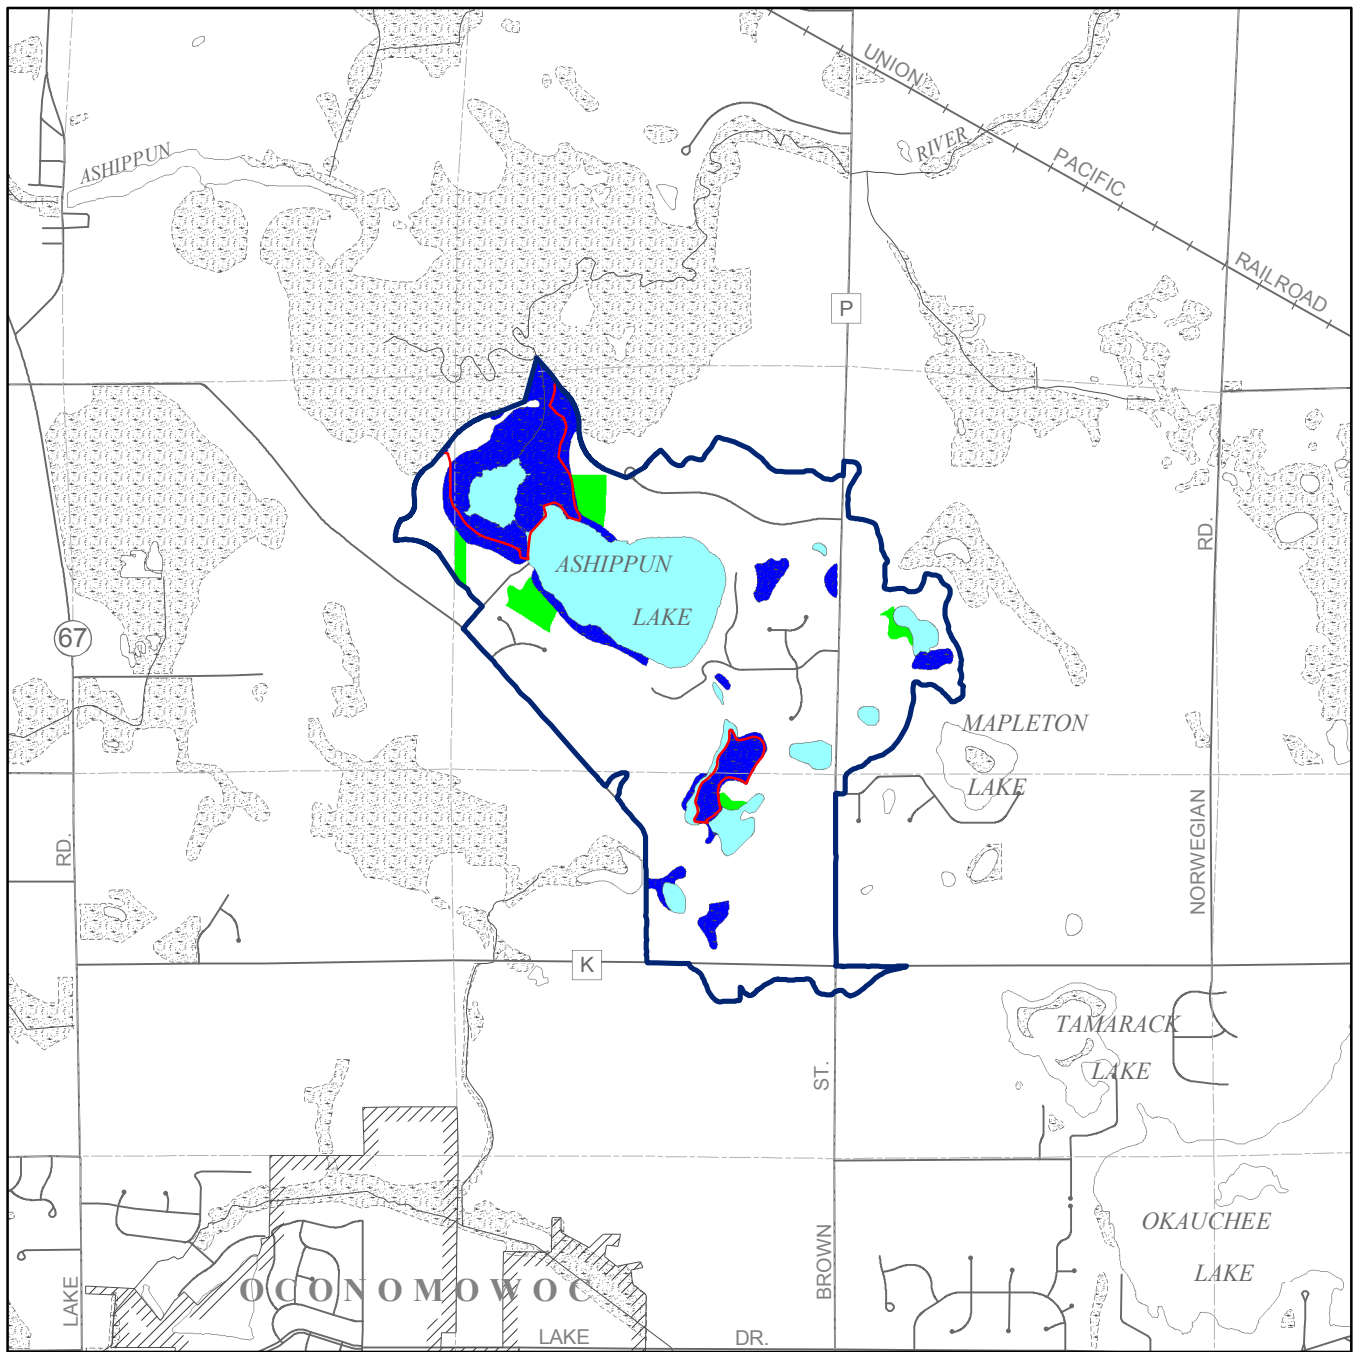 UNION
ASHIPPUN
RIVER
PACIFIC
RAILROAD
P
RD.
ASHIPPUN
LAKE
67
MAPLETON
LAKE
RD.
NORWEGIAN
K
TAMARACK
LAKE
ST.
OKAUCHEE
LAKE
BROWN
LAKE
OCONOMOWOC
LAKE DR.